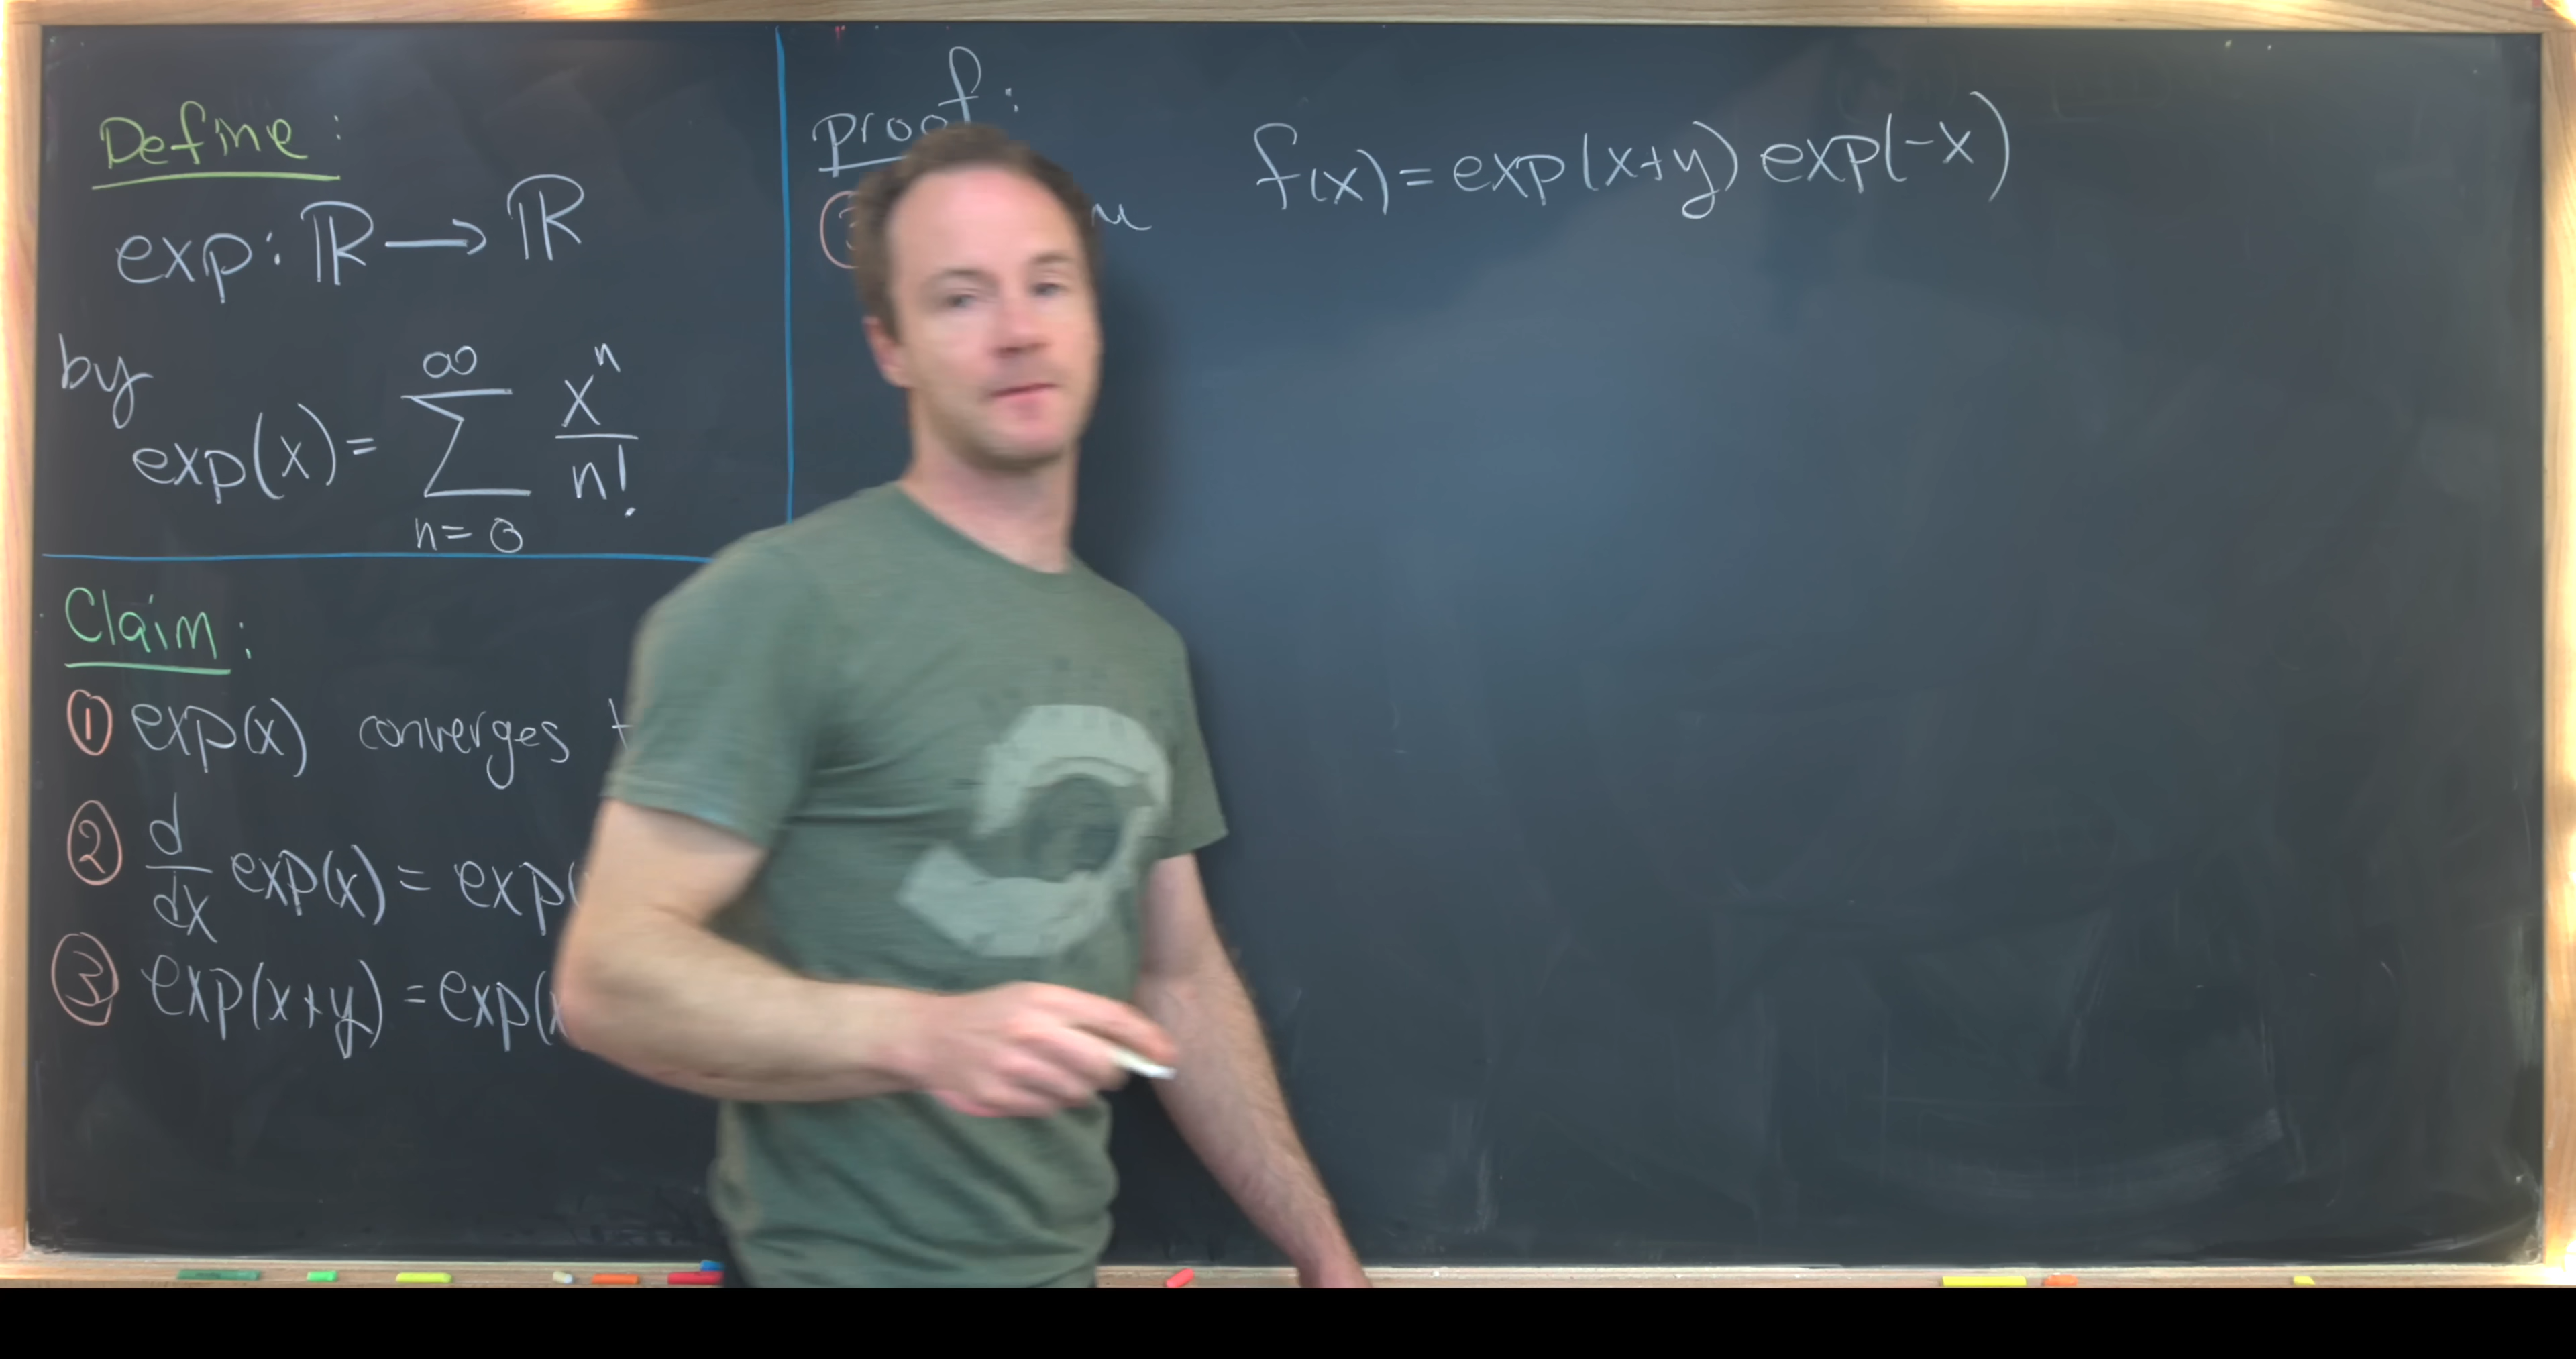 Define:
exp: ℝ → ℝ
by
exp(x) = ∑_{n=0}^{∞} x^n/n!
Claim:
① exp(x) converges
② d/dx exp(x) = exp(
③ exp(x+y) = exp(x
proof:
f(x) = exp(x+y) exp(-x)